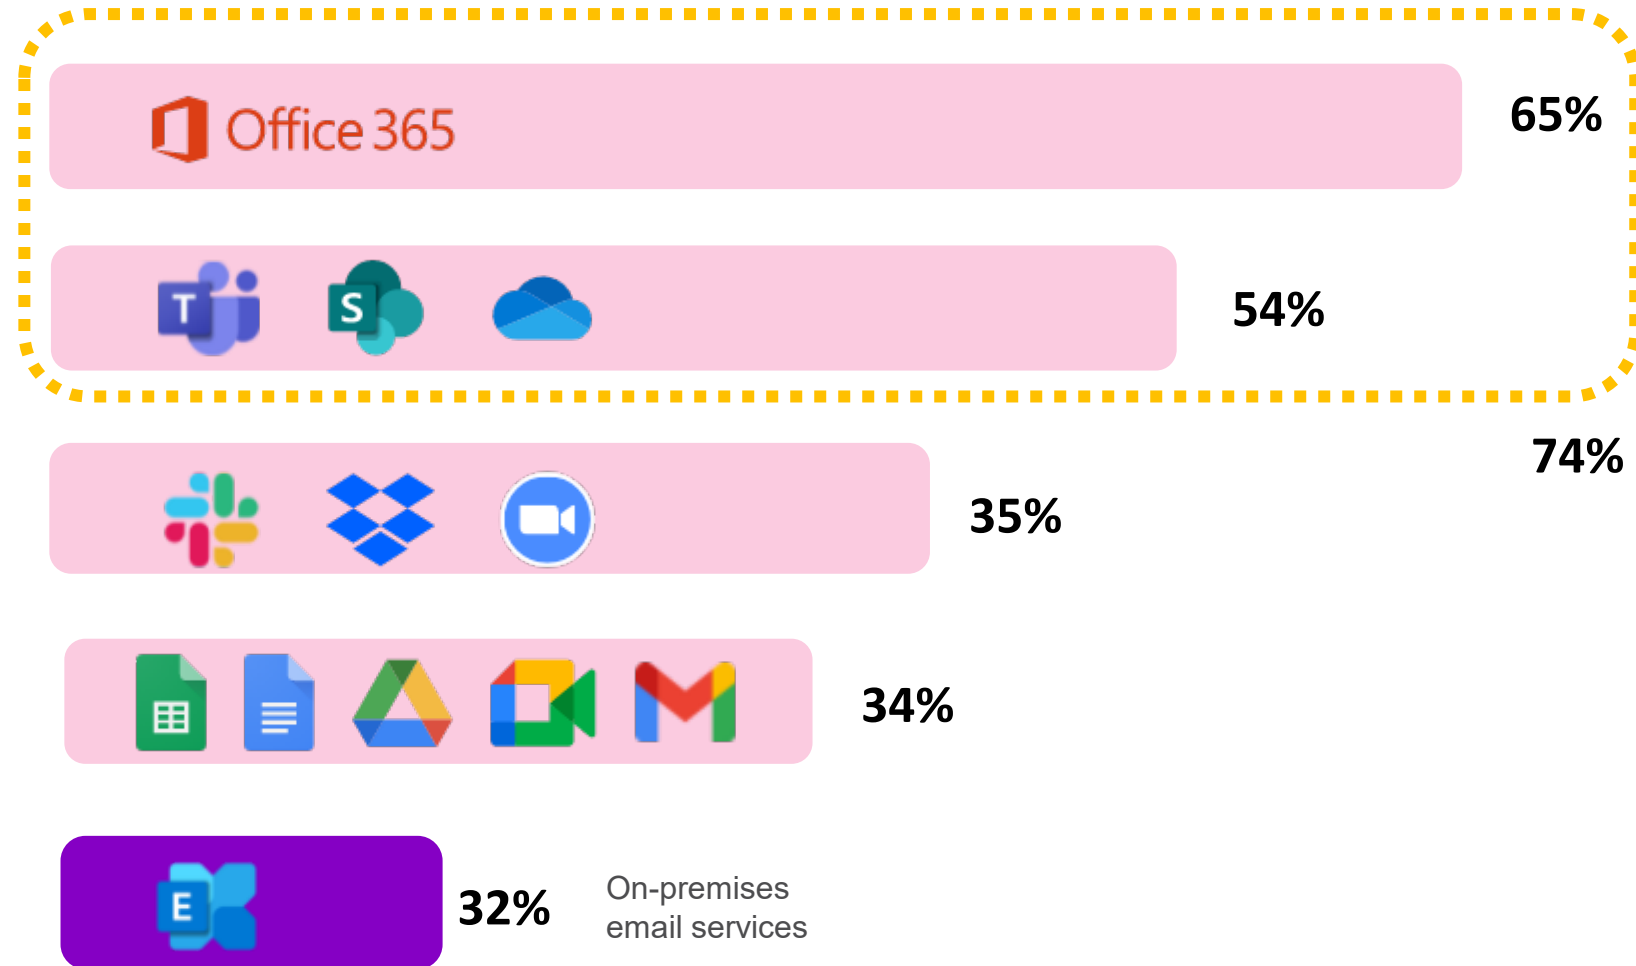 Office 365
65%
T
S
54%
74%
35%
34%
E
32%
On-premises
email services